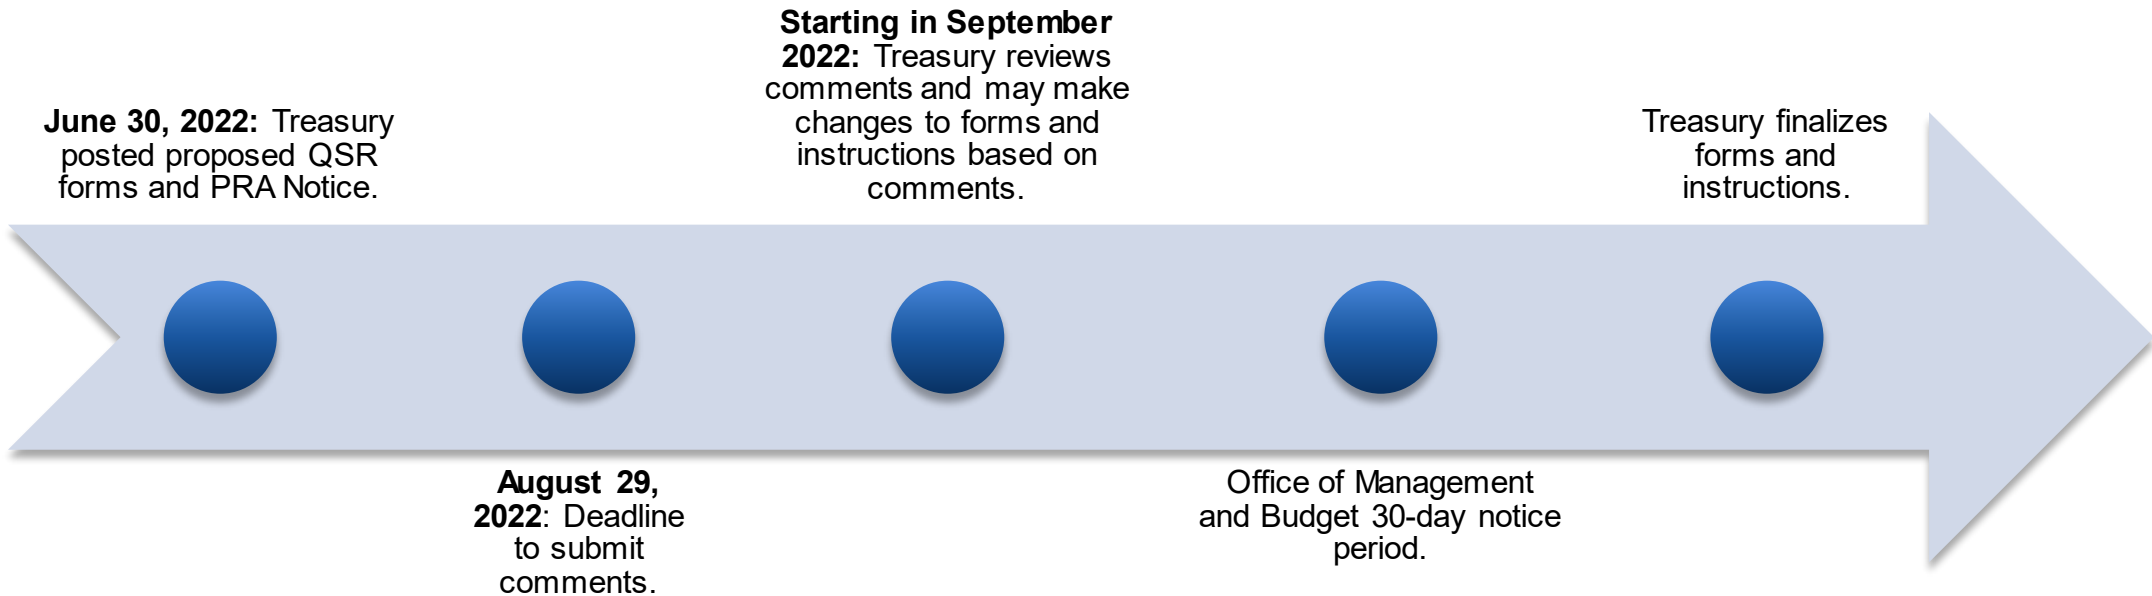 June 30, 2022: Treasury
posted proposed QSR
forms and PRA Notice.
August 29,
2022: Deadline
to submit
comments.
Starting in September
2022: Treasury reviews
comments and may make
changes to forms and
instructions based on
comments.
Office of Management
and Budget 30-day notice
period.
Treasury finalizes
forms and
instructions.